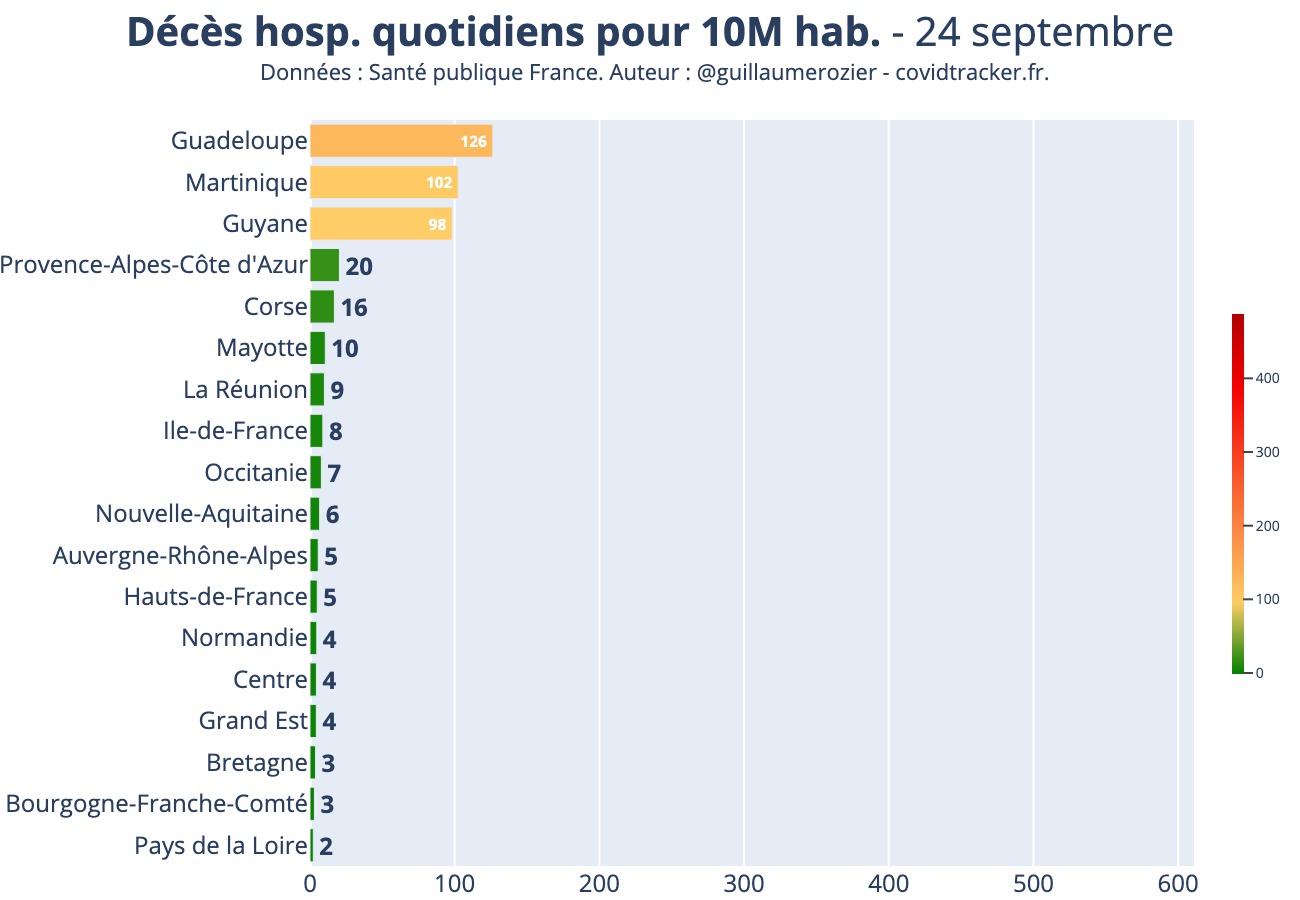 Décès hosp. quotidiens pour 10M hab. - 24 septembre
Données : Santé publique France. Auteur : @guillaumerozier - covidtracker.fr.
Guadeloupe 126
Martinique 102
Guyane 98
Provence-Alpes-Côte d'Azur 20
Corse 16
Mayotte 10
La Réunion 9
Ile-de-France 8
Occitanie 7
Nouvelle-Aquitaine 6
Auvergne-Rhône-Alpes 5
Hauts-de-France 5
Normandie 4
Centre 4
Grand Est 4
Bretagne 3
Bourgogne-Franche-Comté 3
Pays de la Loire 2
0 100 200 300 400 500 600
400
300
200
100
0